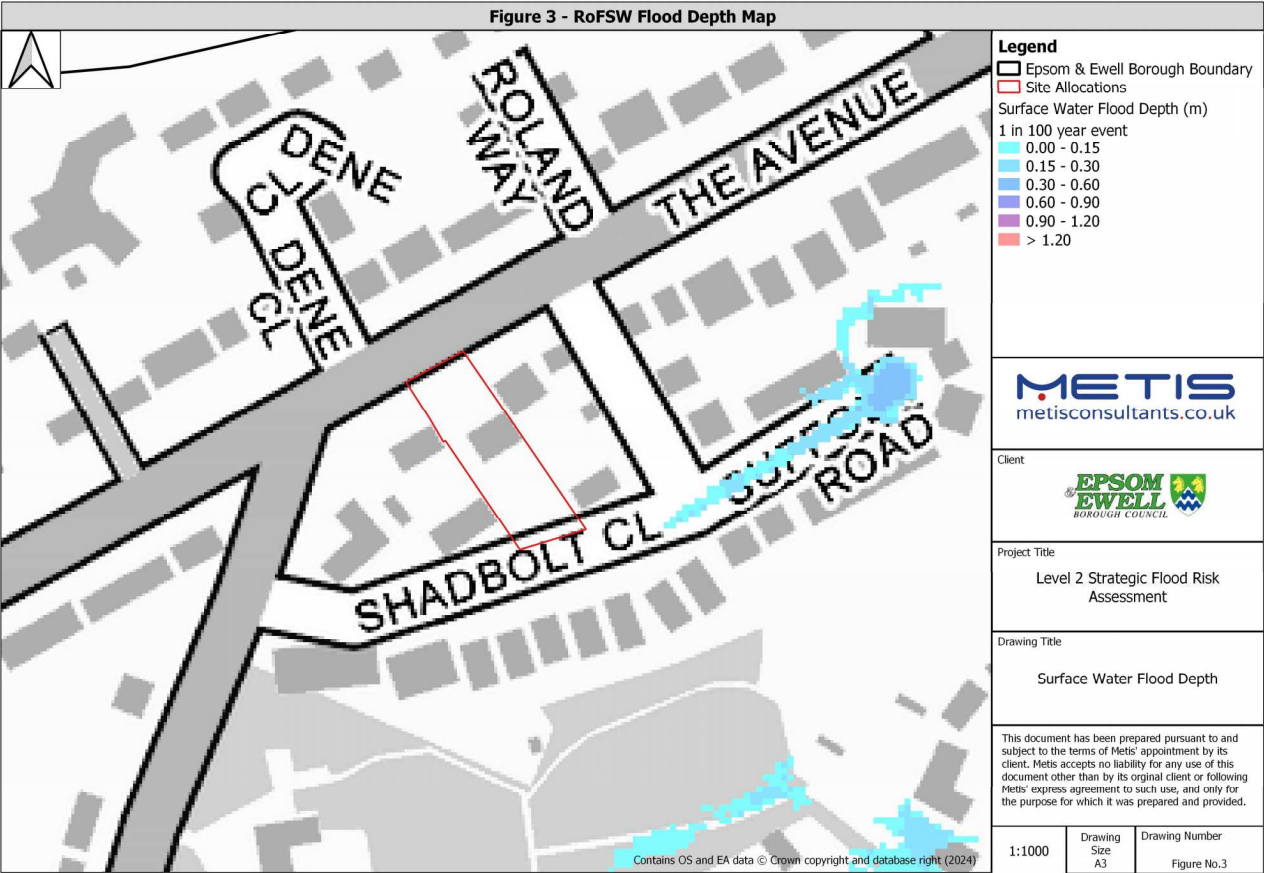 Figure 3 - RoFSW Flood Depth Map
Legend
Epsom & Ewell Borough Boundary
Site Allocations
Surface Water Flood Depth (m)
1 in 100 year event
0.00 - 0.15
0.15 - 0.30
0.30 - 0.60
0.60 - 0.90
0.90 - 1.20
> 1.20
ROLAND
WAY
DENE
CL
THE AVENUE
DENE
CL
ROAD
SHADBOLT CL
METIS
metisconsultants.co.uk
Client
EPSOM
& EWELL
BOROUGH COUNCIL
Project Title
Level 2 Strategic Flood Risk
Assessment
Drawing Title
Surface Water Flood Depth
This document has been prepared pursuant to and
subject to the terms of Metis' appointment by its
client. Metis accepts no liability for any use of this
document other than by its orginal client or following
Metis' express agreement to such use, and only for
the purpose for which it was prepared and provided.
Contains OS and EA data © Crown copyright and database right (2024)
1:1000
Drawing
Size
A3
Drawing Number
Figure No.3